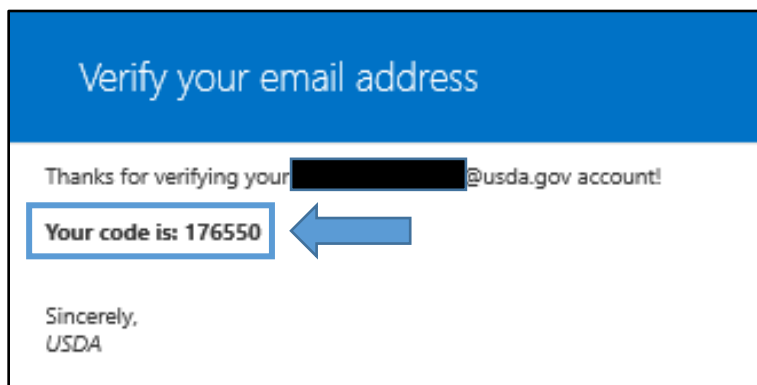 Verify your email address
Thanks for verifying your @usda.gov account!
Your code is: 176550
Sincerely,
USDA